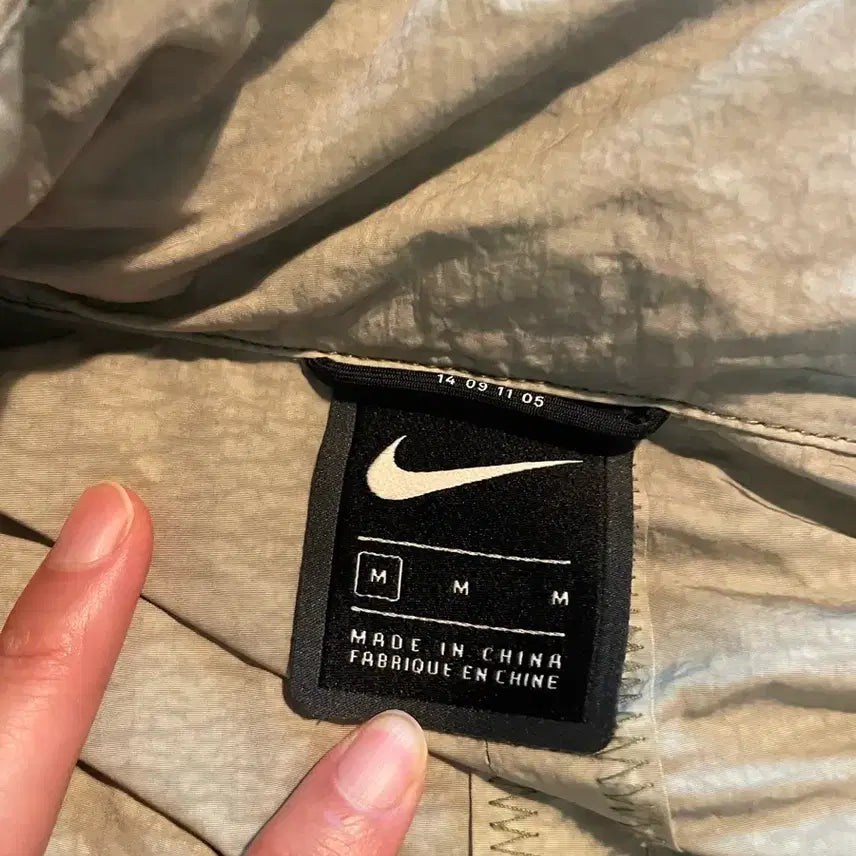 14 09 11 05
M M M
MADE IN CHINA
FABRIQUE EN CHINE